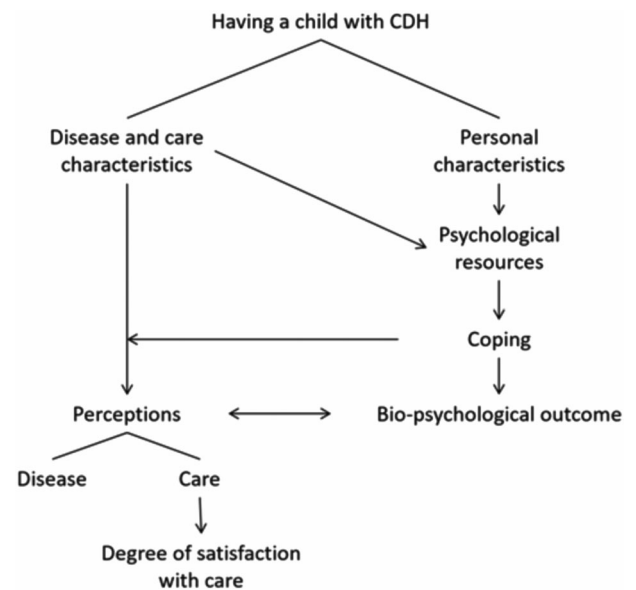 Having a child with CDH
Disease and care
characteristics
Personal
characteristics
Psychological
resources
Coping
Perceptions
Bio-psychological outcome
Disease
Care
Degree of satisfaction
with care